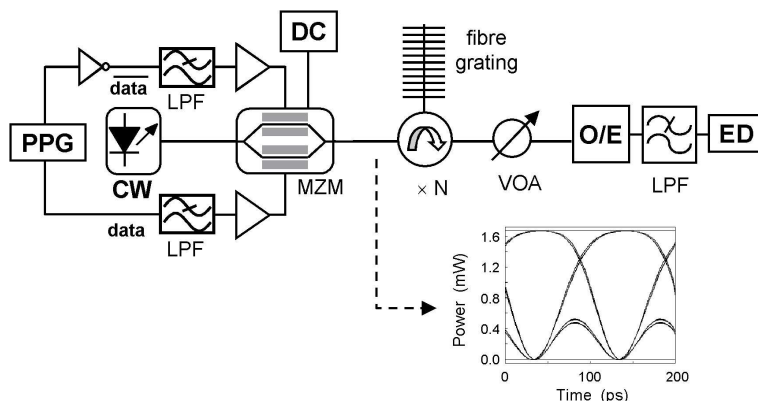 DC
fibre
grating
data
LPF
PPG
CW
MZM
× N
VOA
O/E
LPF
ED
data
LPF
Power (mW)
1.6
1.2
0.8
0.4
0.0
0
100
200
Time (ps)